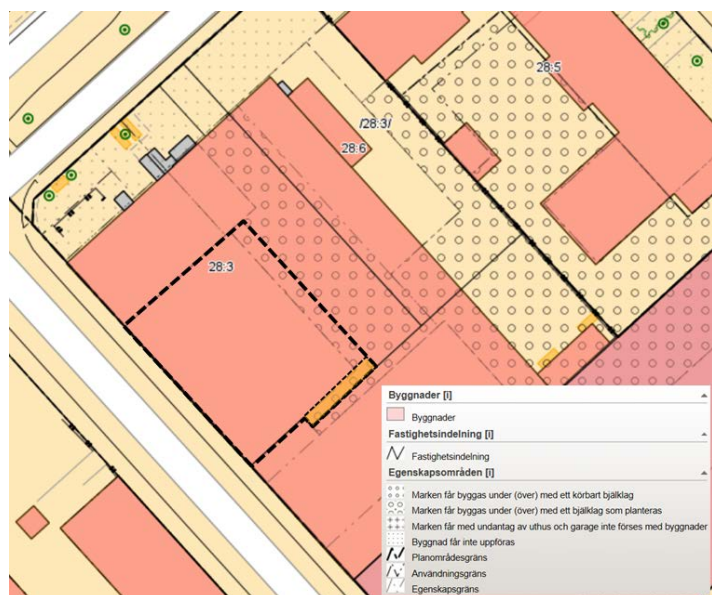 28:5
/28:3/
28:6
28:3
Byggnader [i]
Byggnader
Fastighetsindelning [i]
Fastighetsindelning
Egenskapsområden [i]
Marken får byggas under (över) med ett körbart bjälklag
Marken får byggas under (över) med ett bjälklag som planteras
Marken får med undantag av uthus och garage inte förses med byggnader
Byggnad får inte uppföras
Planområdesgräns
Användningsgräns
Egenskapsgräns